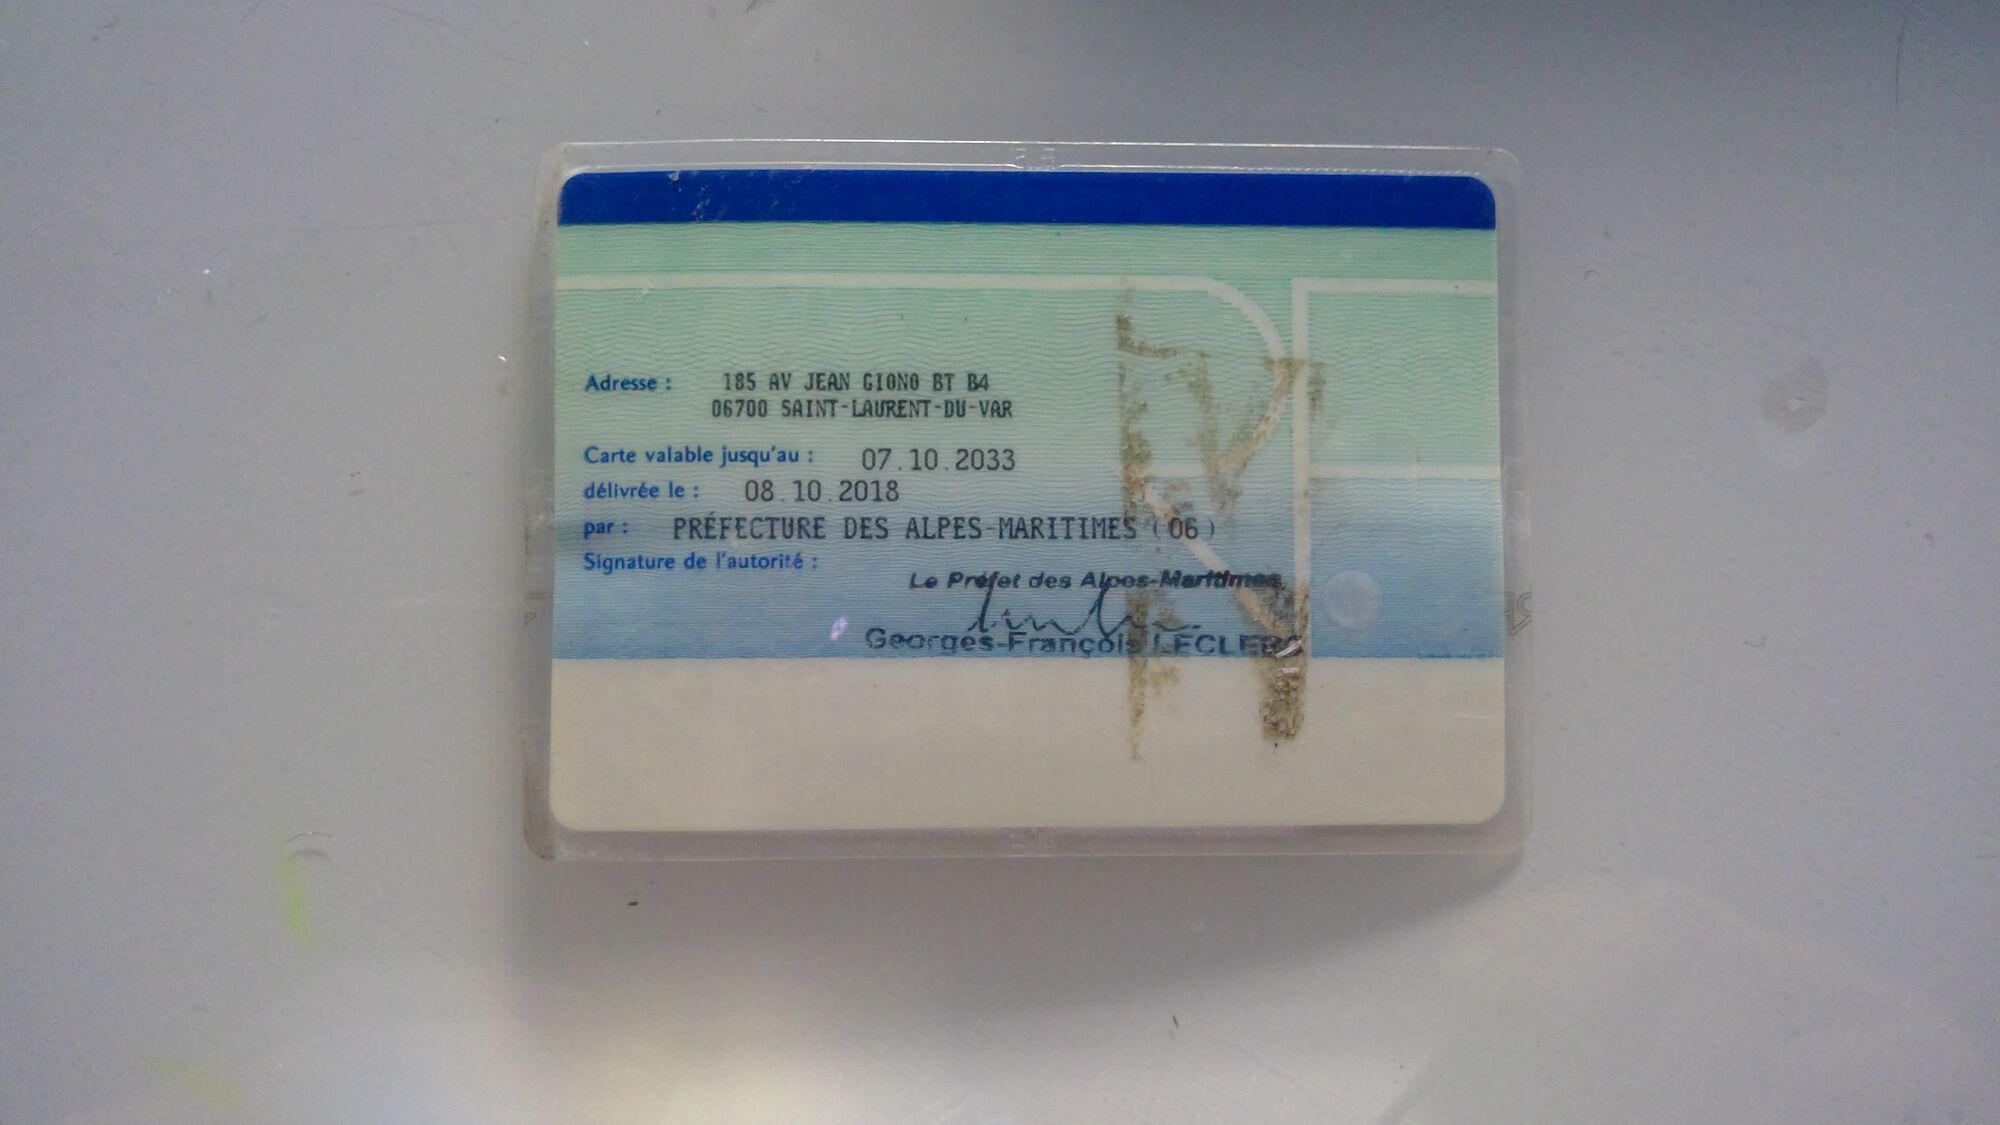 Adresse : 185 AV JEAN GIONO BT B4
06700 SAINT-LAURENT-DU-VAR
Carte valable jusqu'au : 07.10.2033
délivrée le : 08.10.2018
par : PRÉFECTURE DES ALPES-MARITIMES (06)
Signature de l'autorité :
Le Préfet des Alpes-Maritimes,
Georges-François LECLERC